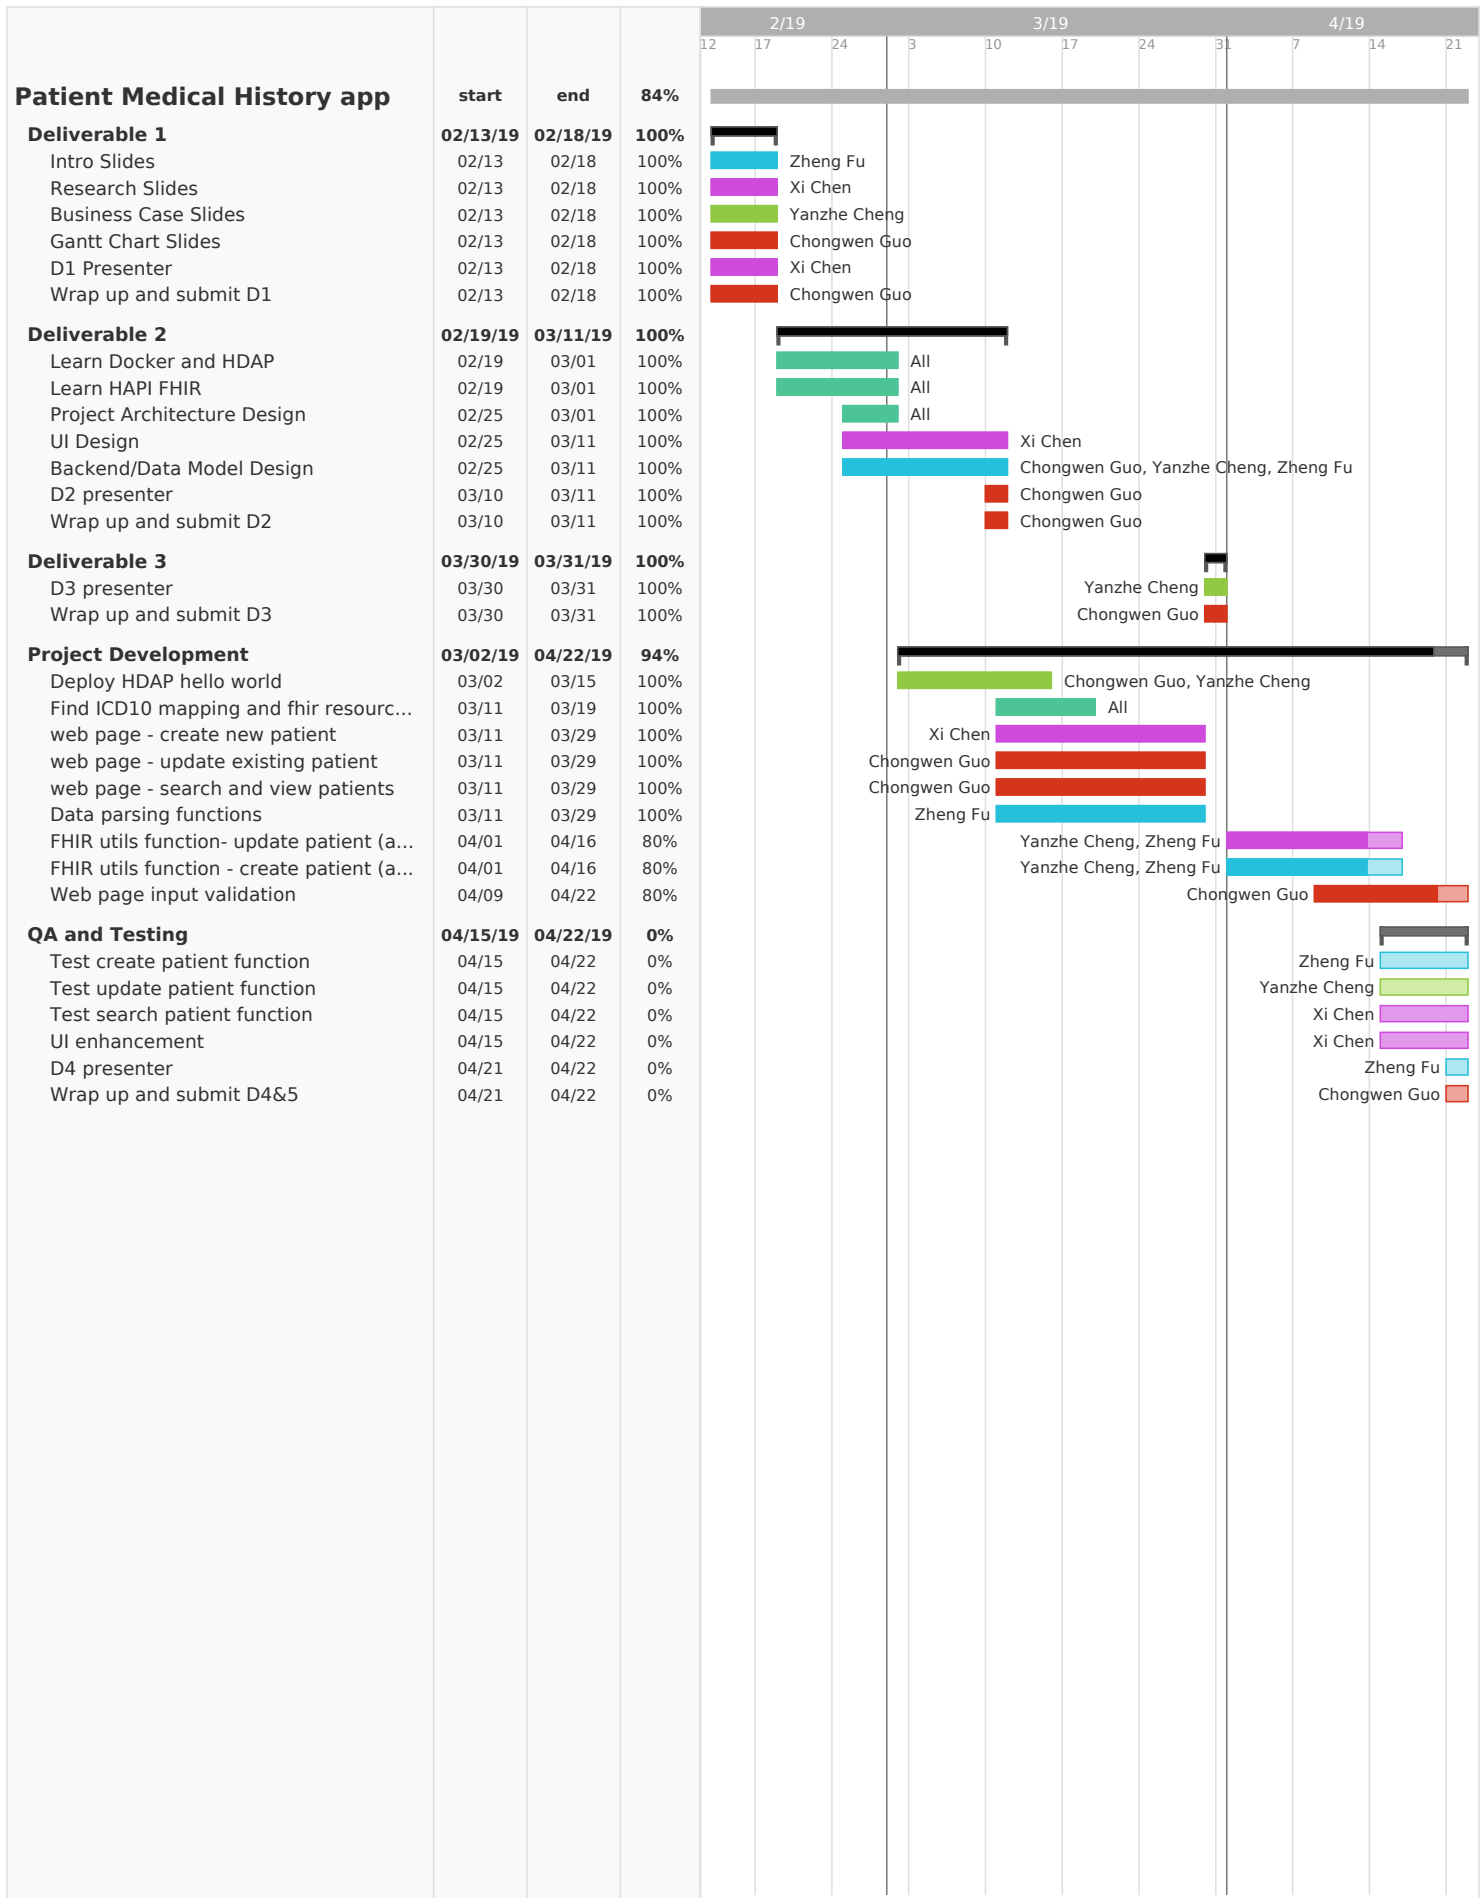 2/19 3/19 4/19
12 17 24 3 10 17 24 31 7 14 21
Patient Medical History app start end 84%
Deliverable 1 02/13/19 02/18/19 100%
Intro Slides 02/13 02/18 100% Zheng Fu
Research Slides 02/13 02/18 100% Xi Chen
Business Case Slides 02/13 02/18 100% Yanzhe Cheng
Gantt Chart Slides 02/13 02/18 100% Chongwen Guo
D1 Presenter 02/13 02/18 100% Xi Chen
Wrap up and submit D1 02/13 02/18 100% Chongwen Guo
Deliverable 2 02/19/19 03/11/19 100%
Learn Docker and HDAP 02/19 03/01 100% All
Learn HAPI FHIR 02/19 03/01 100% All
Project Architecture Design 02/25 03/01 100% All
UI Design 02/25 03/11 100% Xi Chen
Backend/Data Model Design 02/25 03/11 100% Chongwen Guo, Yanzhe Cheng, Zheng Fu
D2 presenter 03/10 03/11 100% Chongwen Guo
Wrap up and submit D2 03/10 03/11 100% Chongwen Guo
Deliverable 3 03/30/19 03/31/19 100%
D3 presenter 03/30 03/31 100% Yanzhe Cheng
Wrap up and submit D3 03/30 03/31 100% Chongwen Guo
Project Development 03/02/19 04/22/19 94%
Deploy HDAP hello world 03/02 03/15 100% Chongwen Guo, Yanzhe Cheng
Find ICD10 mapping and fhir resourc... 03/11 03/19 100% All
web page - create new patient 03/11 03/29 100% Xi Chen
web page - update existing patient 03/11 03/29 100% Chongwen Guo
web page - search and view patients 03/11 03/29 100% Chongwen Guo
Data parsing functions 03/11 03/29 100% Zheng Fu
FHIR utils function- update patient (a... 04/01 04/16 80% Yanzhe Cheng, Zheng Fu
FHIR utils function - create patient (a... 04/01 04/16 80% Yanzhe Cheng, Zheng Fu
Web page input validation 04/09 04/22 80% Chongwen Guo
QA and Testing 04/15/19 04/22/19 0%
Test create patient function 04/15 04/22 0% Zheng Fu
Test update patient function 04/15 04/22 0% Yanzhe Cheng
Test search patient function 04/15 04/22 0% Xi Chen
UI enhancement 04/15 04/22 0% Xi Chen
D4 presenter 04/21 04/22 0% Zheng Fu
Wrap up and submit D4&5 04/21 04/22 0% Chongwen Guo